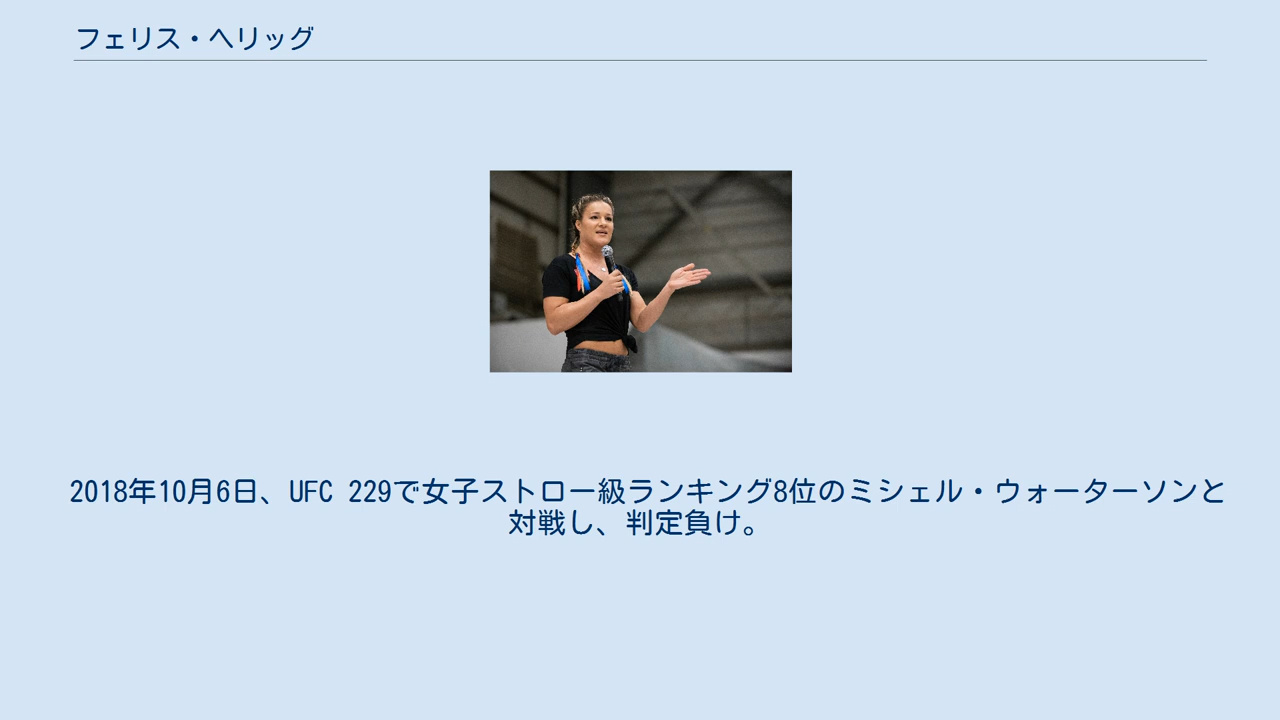 フェリス・ヘリッグ
2018年10月6日、UFC 229で女子ストロー級ランキング8位のミシェル・ウォーターソンと
対戦し、判定負け。